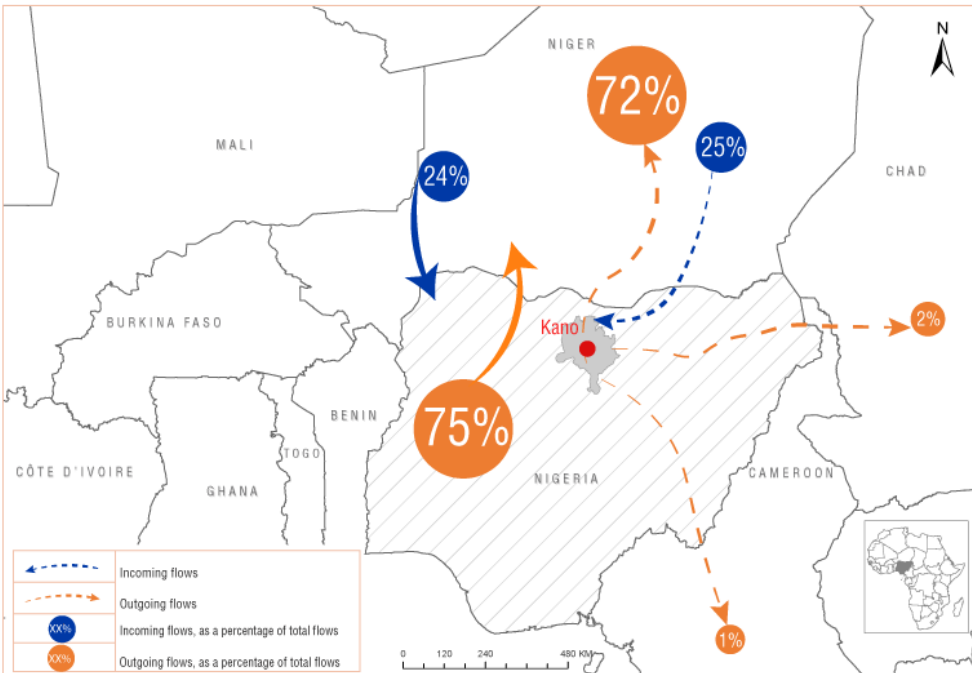 N
NIGER
72%
MALI
25%
24%
CHAD
2%
BURKINA FASO
Kano
75%
BENIN
TOGO
CÔTE D'IVOIRE
GHANA
NIGERIA
CAMEROON
1%
Incoming flows
Outgoing flows
XX% Incoming flows, as a percentage of total flows
XX% Outgoing flows, as a percentage of total flows
0 120 240 480 KM